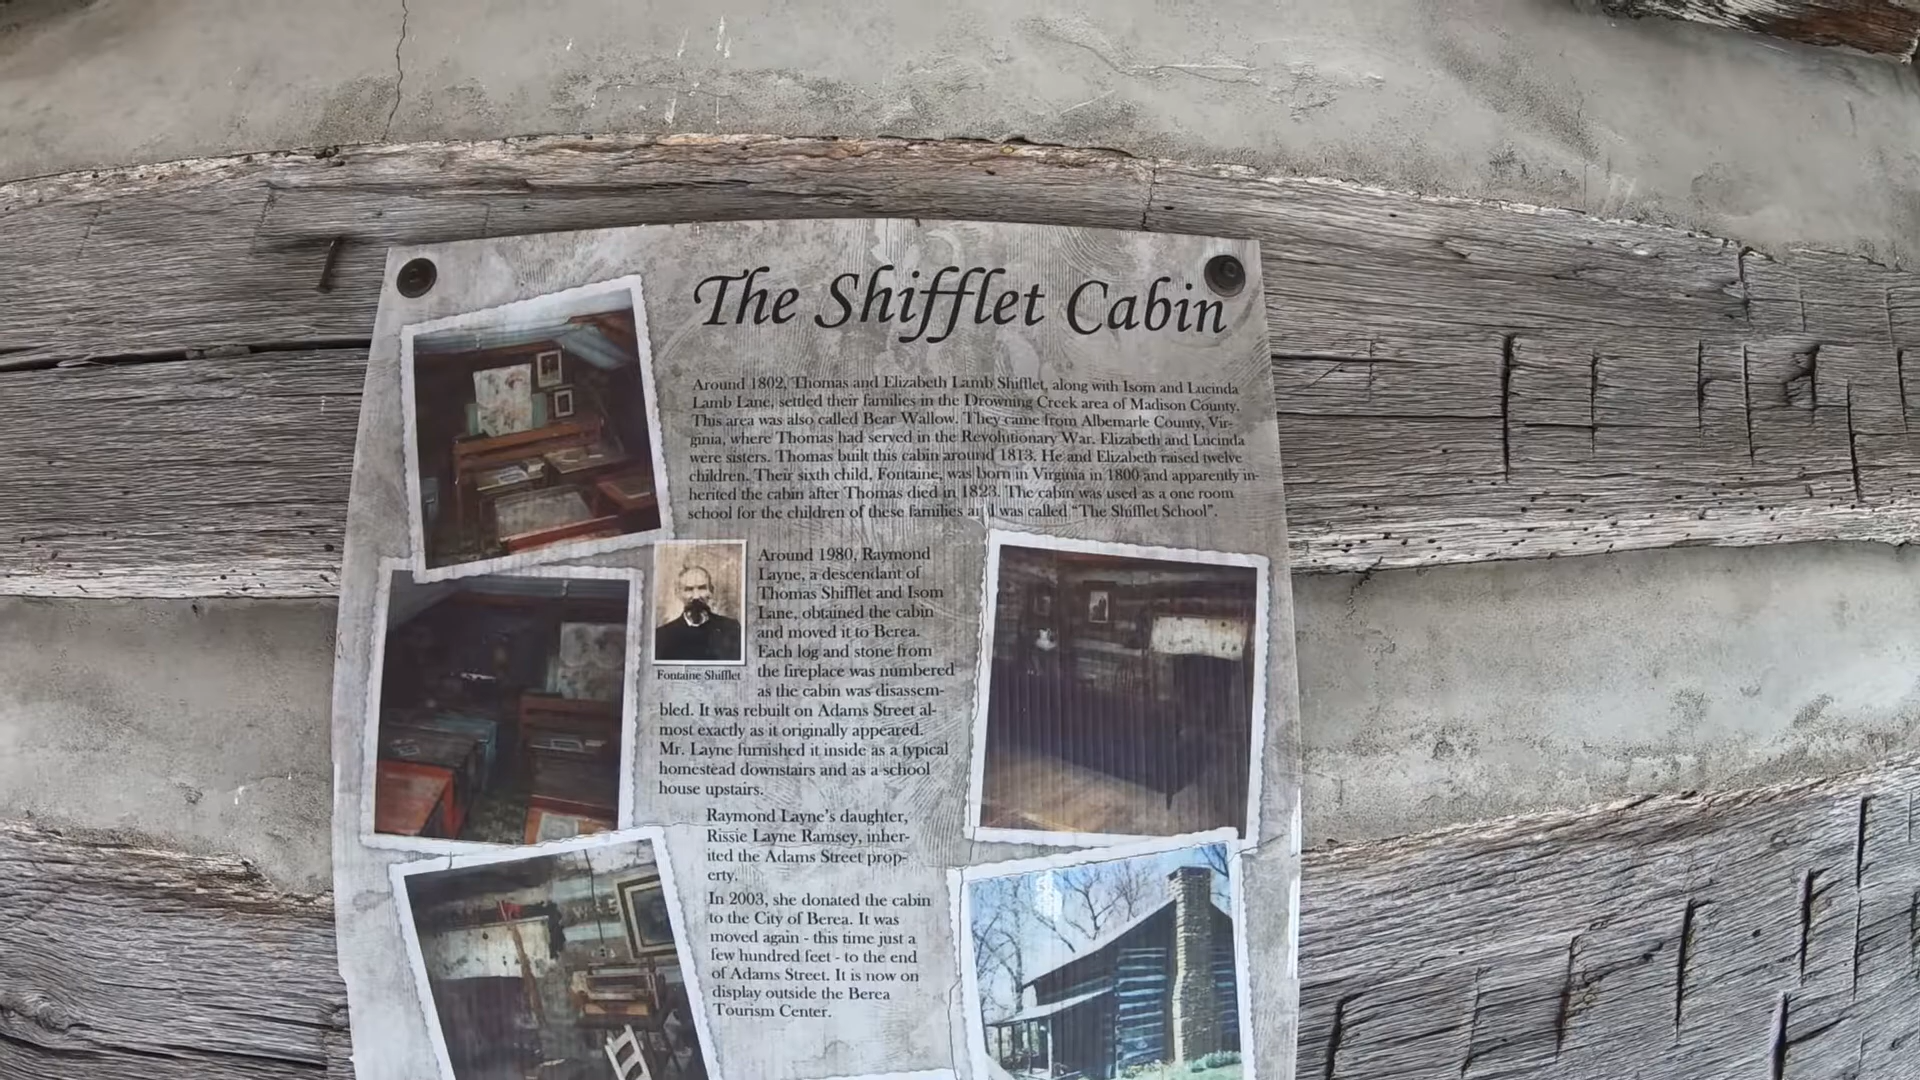 The Shifflet Cabin
Around 1802, Thomas and Elizabeth Lamb Shifflet, along with Isom and Lucinda
Lamb Lane, settled their families in the Drowning Creek area of Madison County.
This area was also called Bear Wallow. They came from Albemarle County, Vir-
ginia, where Thomas had served in the Revolutionary War. Elizabeth and Lucinda
were sisters. Thomas built this cabin around 1813. He and Elizabeth raised twelve
children. Their sixth child, Fontaine, was born in Virginia in 1800 and apparently in-
herited the cabin after Thomas died in 1823. The cabin was used as a one room
school for the children of these families and was called "The Shifflet School".
Around 1980, Raymond
Layne, a descendant of
Thomas Shifflet and Isom
Lane, obtained the cabin
and moved it to Berea.
Each log and stone from
the fireplace was numbered
as the cabin was disassem-
bled. It was rebuilt on Adams Street al-
most exactly as it originally appeared.
Mr. Layne furnished it inside as a typical
homestead downstairs and as a school
house upstairs.
Fontaine Shifflet
Raymond Layne's daughter,
Rissie Layne Ramsey, inher-
ited the Adams Street prop-
erty.
In 2003, she donated the cabin
to the City of Berea. It was
moved again - this time just a
few hundred feet - to the end
of Adams Street. It is now on
display outside the Berea
Tourism Center.